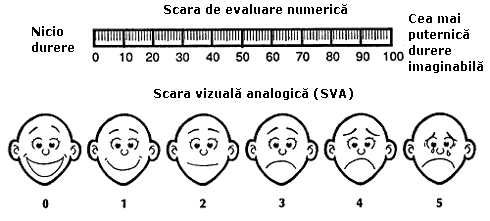 Scara de evaluare numerică
Nicio
durere
Cea mai
puternică
durere
imaginabilă
0 10 20 30 40 50 60 70 80 90 100
Scara vizuală analogică (SVA)
0 1 2 3 4 5